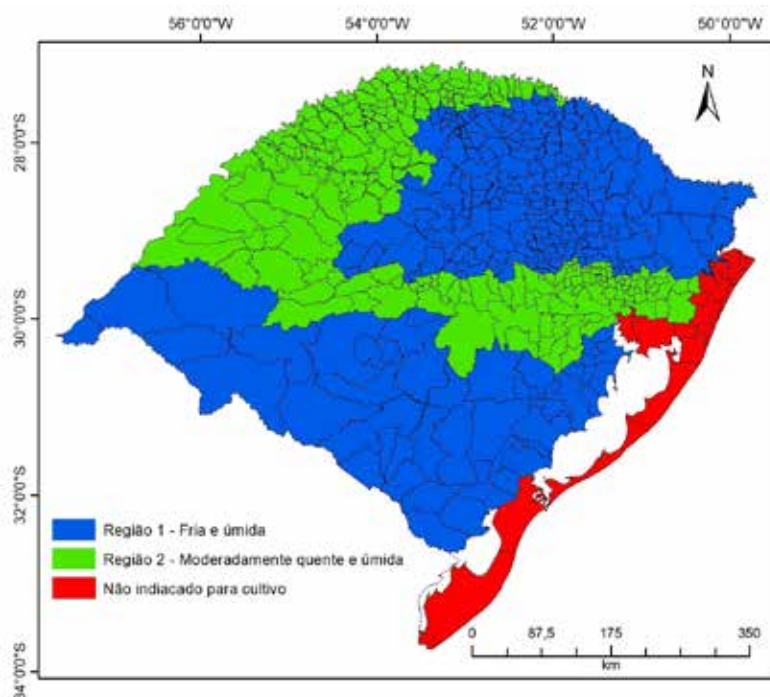 56°0'0"W 54°0'0"W 52°0'0"W 50°0'0"W
N
28°0'0"S
30°0'0"S
32°0'0"S
34°0'0"S
Região 1 - Fria e úmida
Região 2 - Moderadamente quente e úmida
Não indiacado para cultivo
0 87,5 175 350
km